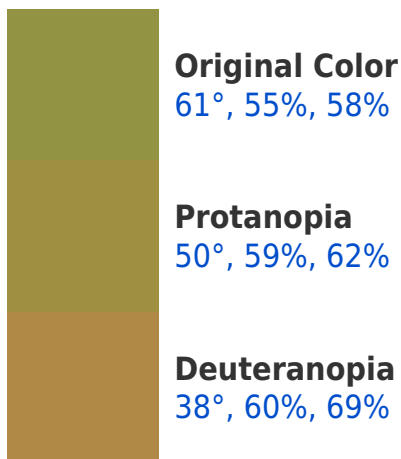 Original Color
61°, 55%, 58%
Protanopia
50°, 59%, 62%
Deuteranopia
38°, 60%, 69%